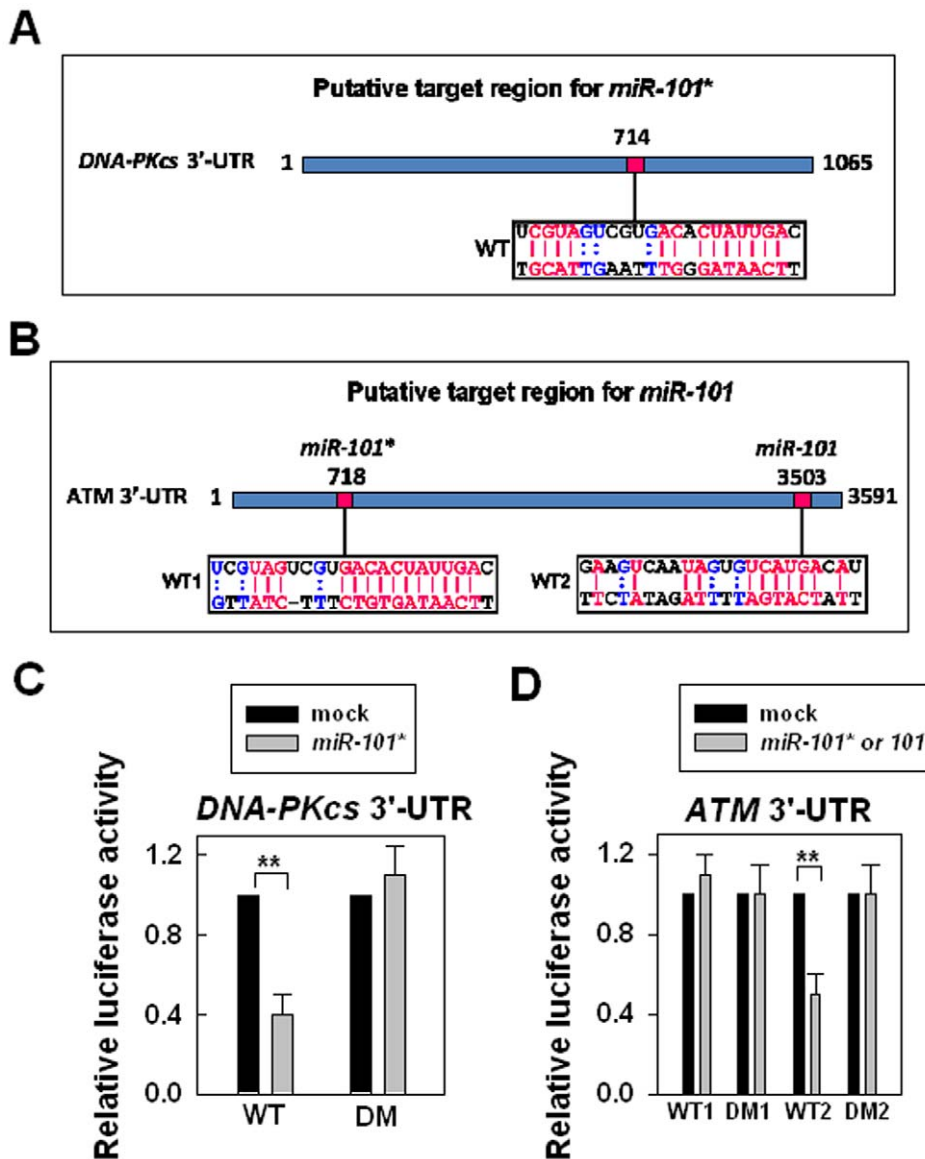 A
Putative target region for miR-101*
714
DNA-PKcs 3'-UTR 1 1065
UCGUAGUCGUGACACUAUUGAC
WT
TGCATTGAATTTGGGATAACTT
B
Putative target region for miR-101
miR-101* miR-101
718 3503
ATM 3'-UTR 1 3591
UCGUAGUCGUGACACUAUUGAC GAAGUCAAUAGUGUCAUGACAU
WT1 WT2
GTTATC-TTTCTGTGATAACTT TTCTATAGATTTTAGTACTATT
C D
mock mock
miR-101* miR-101* or 101
DNA-PKcs 3'-UTR ATM 3'-UTR
Relative luciferase activity Relative luciferase activity
1.2 ** 1.2 **
0.8 0.8
0.4 0.4
0.0 0.0
WT DM WT1 DM1 WT2 DM2